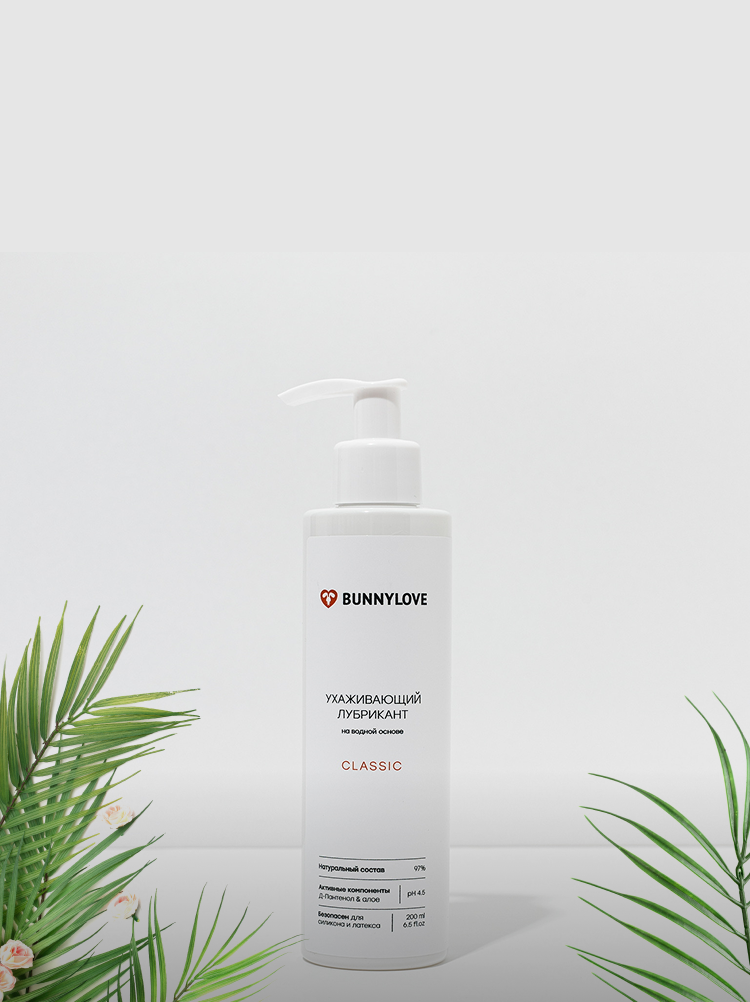 BUNNYLOVE
УХАЖИВАЮЩИЙ
ЛУБРИКАНТ
на водной основе
CLASSIC
Натуральный состав 97%
Активные компоненты
Д-Пантенол & алоэ
pH 4.5
Безопасен для
силикона и латекса
200 ml
6.5 fl.oz